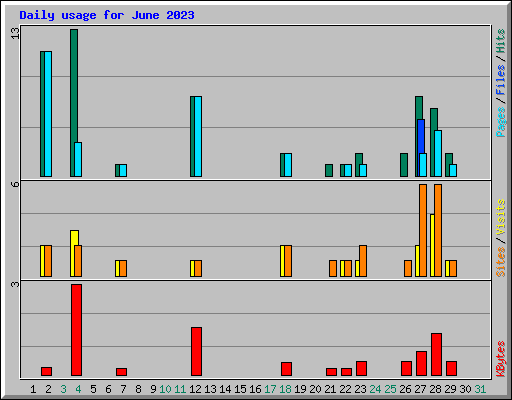 Daily usage for June 2023
13
Pages / Files / Hits
6
Sites / Visits
3
KBytes
1 2 3 4 5 6 7 8 9 10 11 12 13 14 15 16 17 18 19 20 21 22 23 24 25 26 27 28 29 30 31